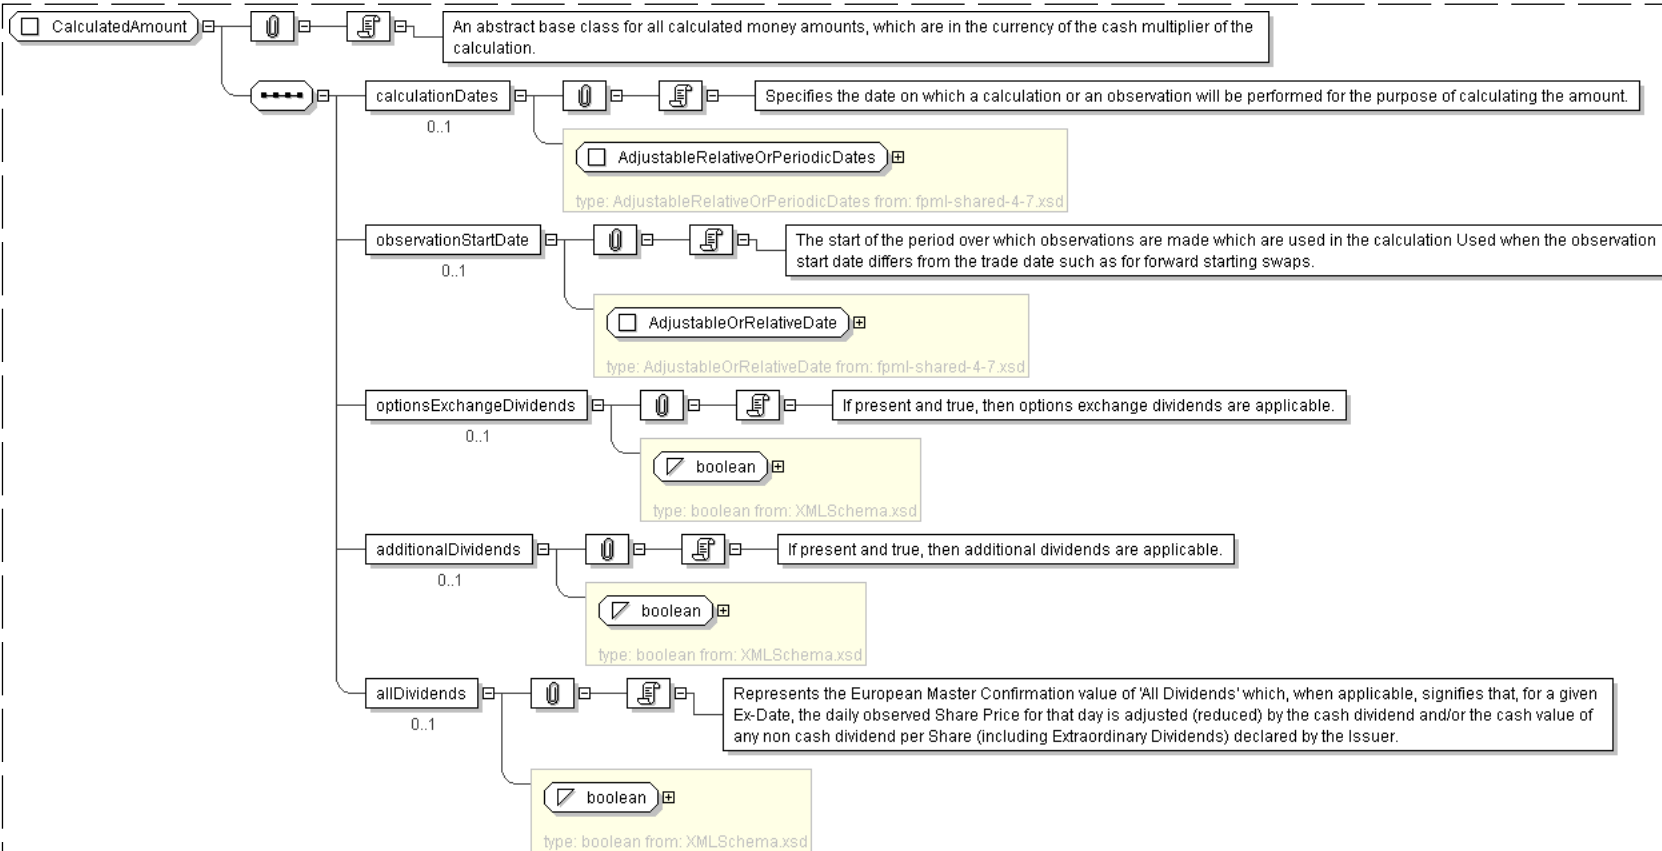 CalculatedAmount
An abstract base class for all calculated money amounts, which are in the currency of the cash multiplier of the
calculation.
calculationDates
Specifies the date on which a calculation or an observation will be performed for the purpose of calculating the amount.
0..1
AdjustableRelativeOrPeriodicDates
type: AdjustableRelativeOrPeriodicDates from: fpml-shared-4-7.xsd
observationStartDate
The start of the period over which observations are made which are used in the calculation Used when the observation
start date differs from the trade date such as for forward starting swaps.
0..1
AdjustableOrRelativeDate
type: AdjustableOrRelativeDate from: fpml-shared-4-7.xsd
optionsExchangeDividends
If present and true, then options exchange dividends are applicable.
0..1
boolean
type: boolean from: XMLSchema.xsd
additionalDividends
If present and true, then additional dividends are applicable.
0..1
boolean
type: boolean from: XMLSchema.xsd
allDividends
Represents the European Master Confirmation value of 'All Dividends' which, when applicable, signifies that, for a given
Ex-Date, the daily observed Share Price for that day is adjusted (reduced) by the cash dividend and/or the cash value of
any non cash dividend per Share (including Extraordinary Dividends) declared by the Issuer.
0..1
boolean
type: boolean from: XMLSchema.xsd